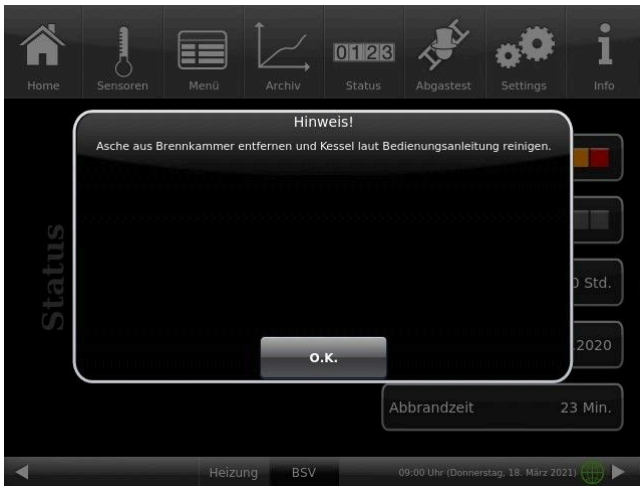 Home Sensoren Menü Archiv Status Abgastest Settings Info
0123
Hinweis!
Asche aus Brennkammer entfernen und Kessel laut Bedienungsanleitung reinigen.
Status
0 Std.
.2020
O.K.
Abbrandzeit 23 Min.
Heizung BSV 09:00 Uhr (Donnerstag, 18. März 2021)